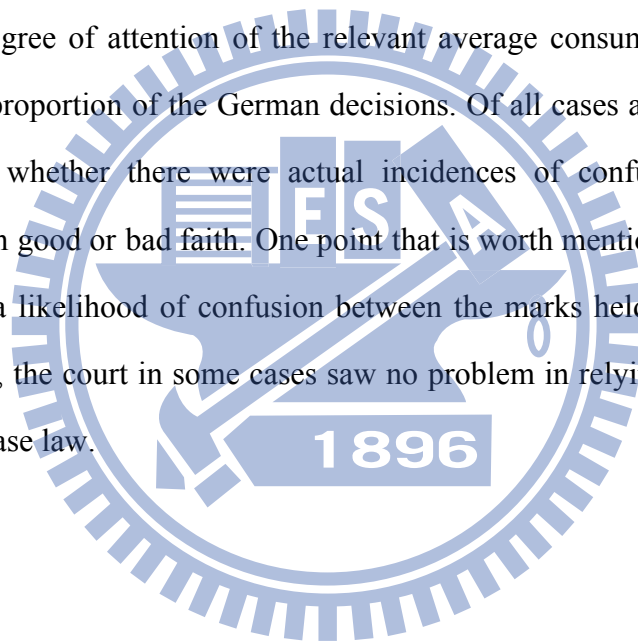 gree of attention of the relevant average consum
proportion of the German decisions. Of all cases a
whether there were actual incidences of conf
n good or bad faith. One point that is worth mentio
a likelihood of confusion between the marks held
, the court in some cases saw no problem in relyi
ase law.
E S A
1896